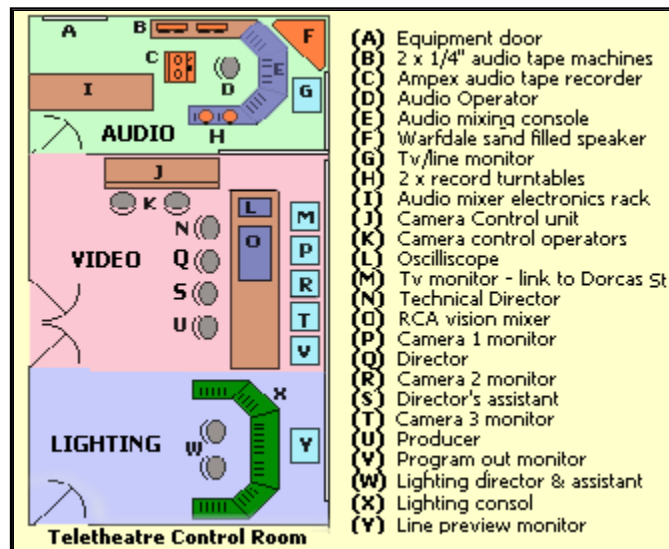 A
B
F
C
D
E
G
I
AUDIO
H
J
K
L
N
M
O
VIDEO
Q
P
S
R
U
T
V
X
LIGHTING
W
Y
Teletheatre Control Room
(A) Equipment door
(B) 2 x 1/4" audio tape machines
(C) Ampex audio tape recorder
(D) Audio Operator
(E) Audio mixing console
(F) Warfdale sand filled speaker
(G) Tv/line monitor
(H) 2 x record turntables
(I) Audio mixer electronics rack
(J) Camera Control unit
(K) Camera control operators
(L) Oscilliscope
(M) Tv monitor - link to Dorcas St
(N) Technical Director
(O) RCA vision mixer
(P) Camera 1 monitor
(Q) Director
(R) Camera 2 monitor
(S) Director's assistant
(T) Camera 3 monitor
(U) Producer
(V) Program out monitor
(W) Lighting director & assistant
(X) Lighting consol
(Y) Line preview monitor